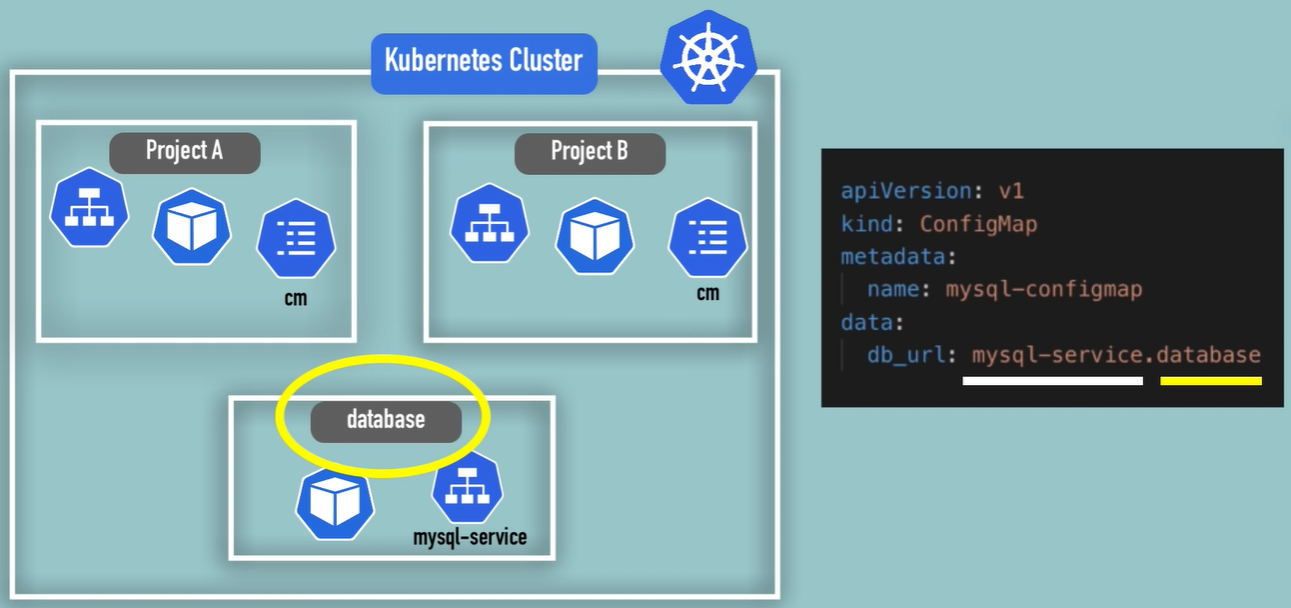 Kubernetes Cluster
Project A
cm
Project B
cm
database
mysql-service
apiVersion: v1
kind: ConfigMap
metadata:
  name: mysql-configmap
data:
  db_url: mysql-service.database